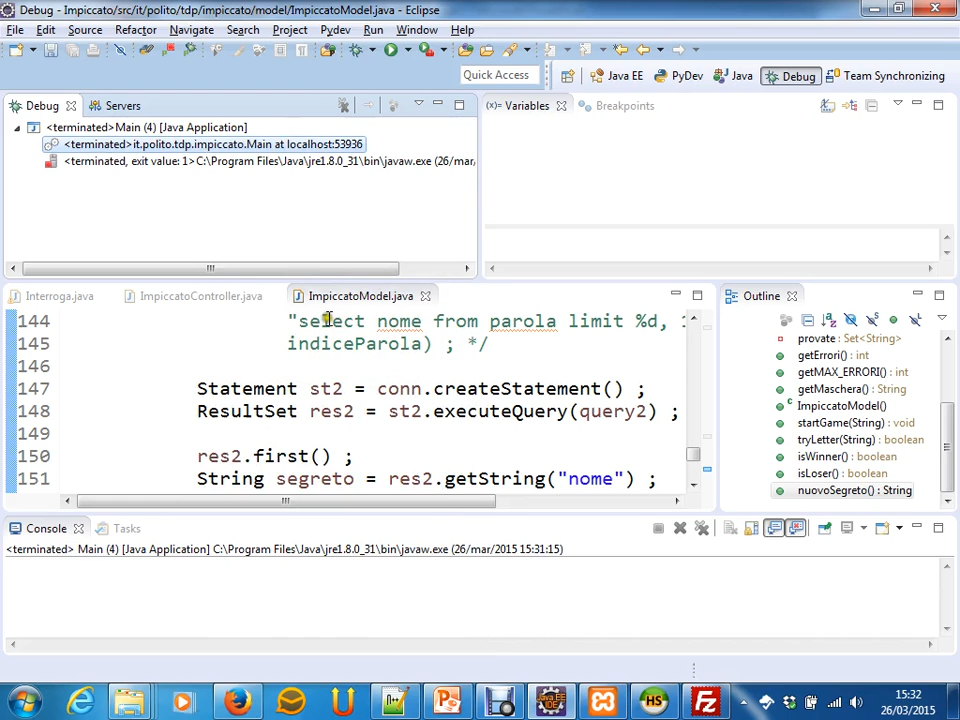 Debug - Impiccato/src/it/polito/tdp/impiccato/model/ImpiccatoModel.java - Eclipse
File Edit Source Refactor Navigate Search Project Pydev Run Window Help
Quick Access Java EE PyDev Java Debug Team Synchronizing
Debug Servers (x)= Variables Breakpoints
<terminated>Main (4) [Java Application]
<terminated>it.polito.tdp.impiccato.Main at localhost:53936
<terminated, exit value: 1>C:\Program Files\Java\jre1.8.0_31\bin\javaw.exe (26/mar/
Interroga.java ImpiccatoController.java ImpiccatoModel.java Outline
144 "select nome from parola limit %d,
145 indiceParola) ; */
146
147 Statement st2 = conn.createStatement() ;
148 ResultSet res2 = st2.executeQuery(query2) ;
149
150 res2.first() ;
151 String segreto = res2.getString("nome") ;
provate : Set<String>
getErrori() : int
getMAX_ERRORI() : int
getMaschera() : String
ImpiccatoModel()
startGame(String) : void
tryLetter(String) : boolean
isWinner() : boolean
isLoser() : boolean
nuovoSegreto() : String
Console Tasks
<terminated> Main (4) [Java Application] C:\Program Files\Java\jre1.8.0_31\bin\javaw.exe (26/mar/2015 15:31:15)
15:32
26/03/2015